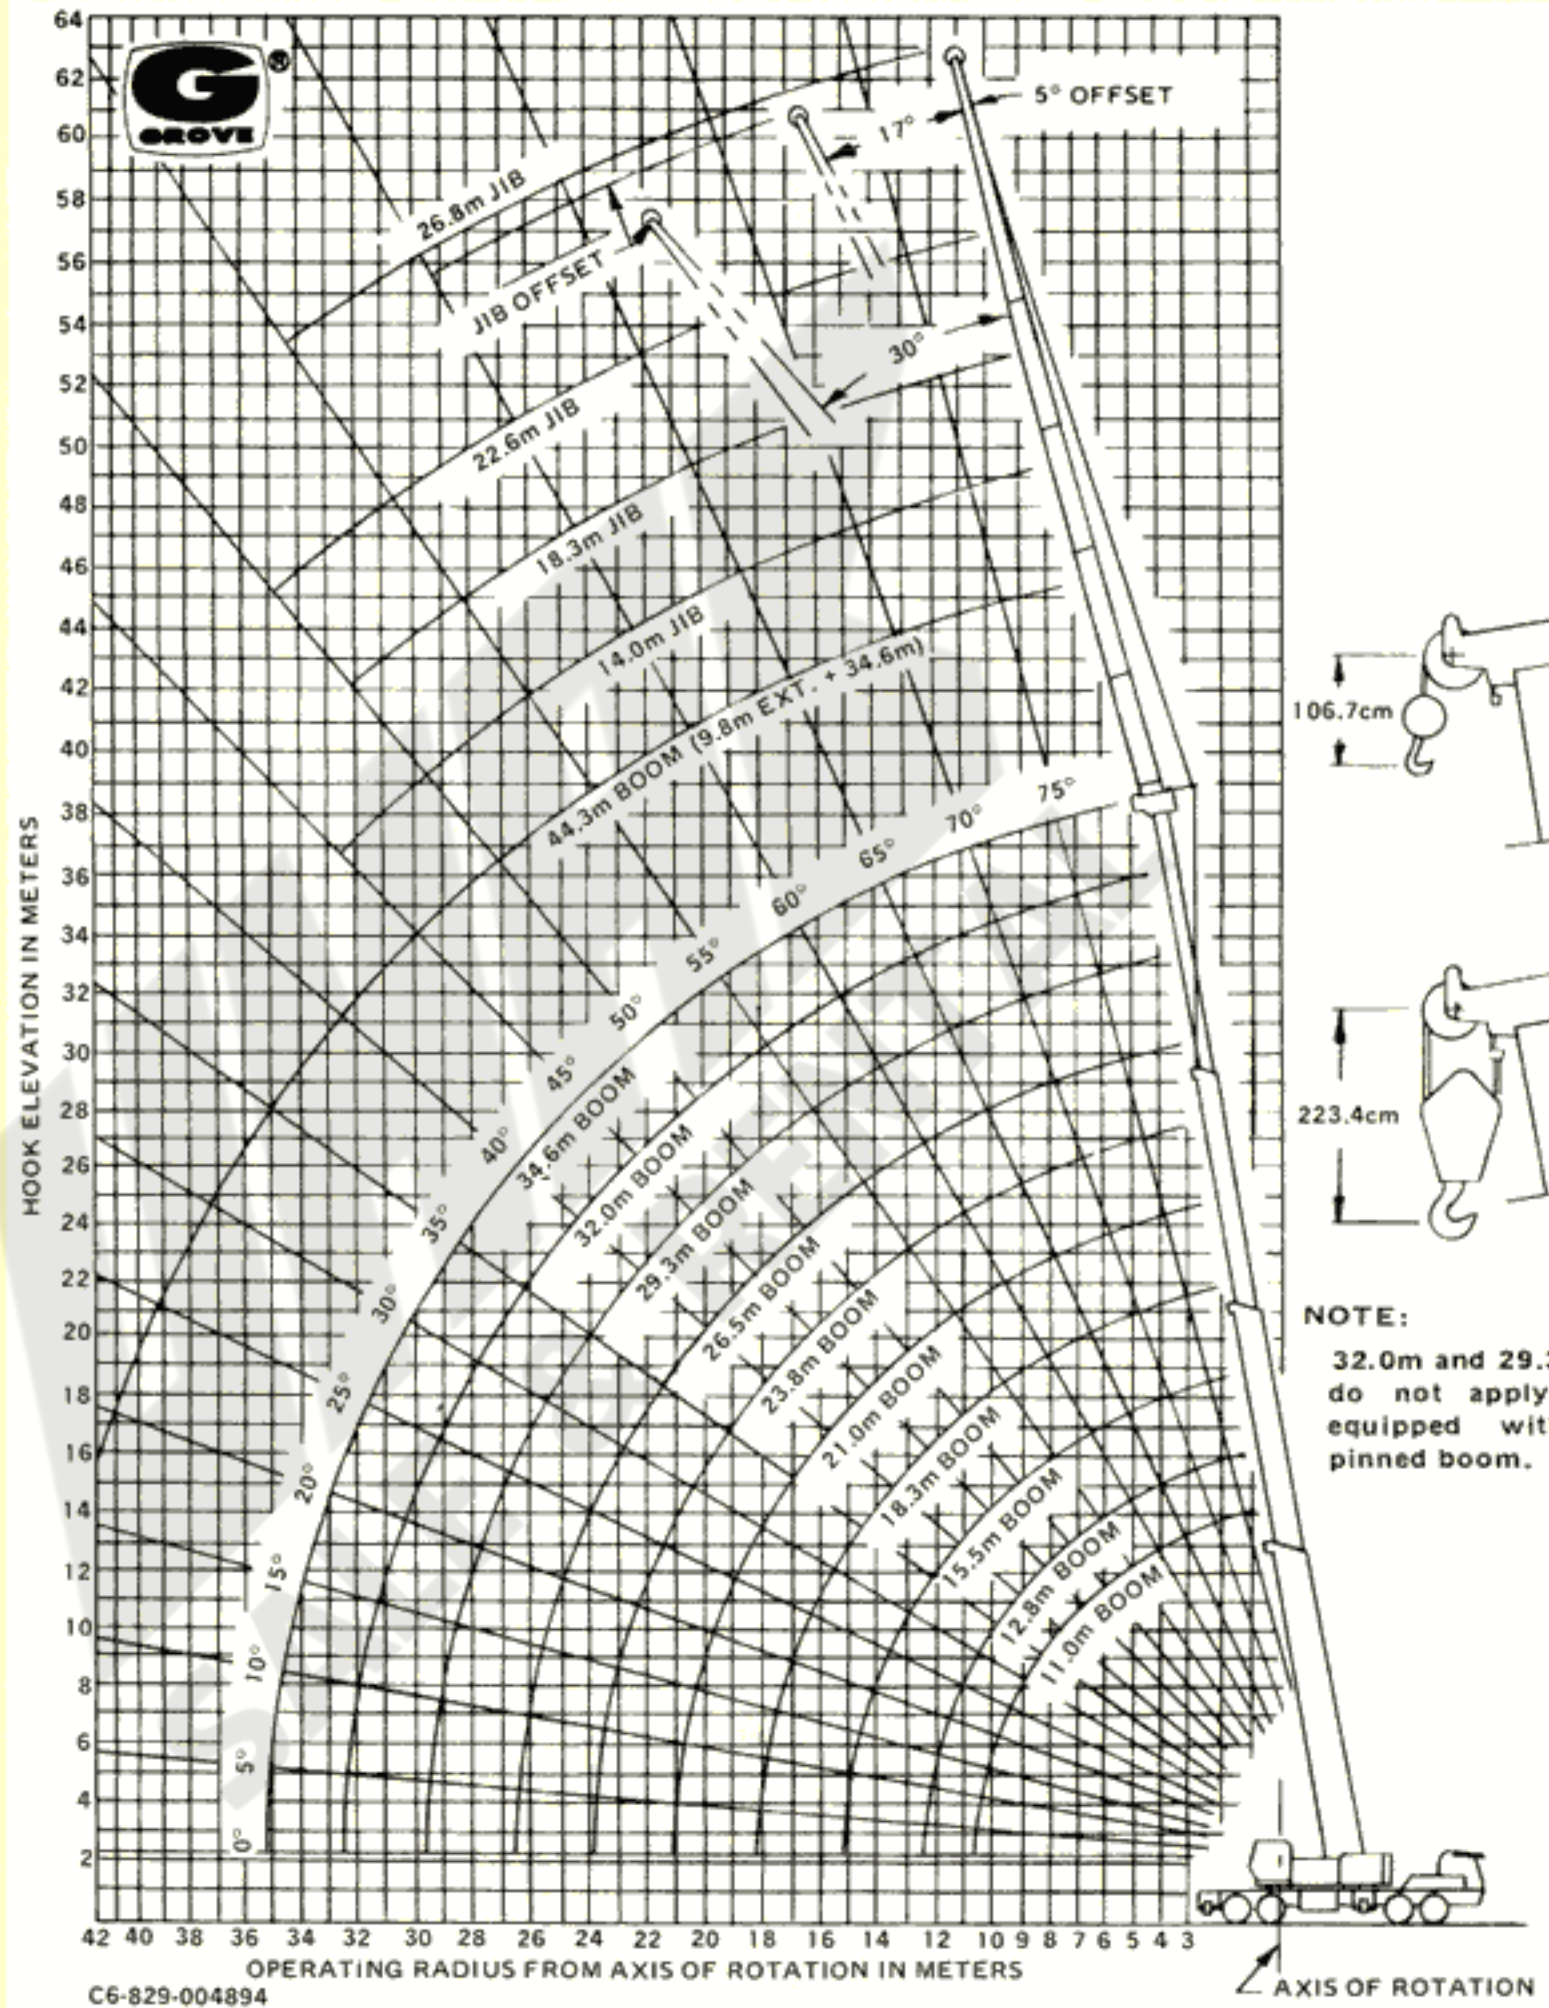 64
62
60
58
56
54
52
50
48
46
44
42
40
38
36
34
32
30
28
26
24
22
20
18
16
14
12
10
8
6
4
2
HOOK ELEVATION IN METERS
G
®
GROVE
5° OFFSET
17°
26.8m JIB
JIB OFFSET
30°
22.6m JIB
18.3m JIB
14.0m JIB
44.3m BOOM (9.8m EXT. + 34.6m)
75°
70°
65°
60°
55°
50°
45°
40°
35°
30°
25°
20°
15°
10°
5°
0°
34.6m BOOM
32.0m BOOM
29.3m BOOM
26.5m BOOM
23.8m BOOM
21.0m BOOM
18.3m BOOM
15.5m BOOM
12.8m BOOM
11.0m BOOM
106.7cm
223.4cm
NOTE:
32.0m and 29.3
do not apply
equipped wit
pinned boom.
42 40 38 36 34 32 30 28 26 24 22 20 18 16 14 12 10 9 8 7 6 5 4 3
OPERATING RADIUS FROM AXIS OF ROTATION IN METERS
AXIS OF ROTATION
C6-829-004894
RENTAL